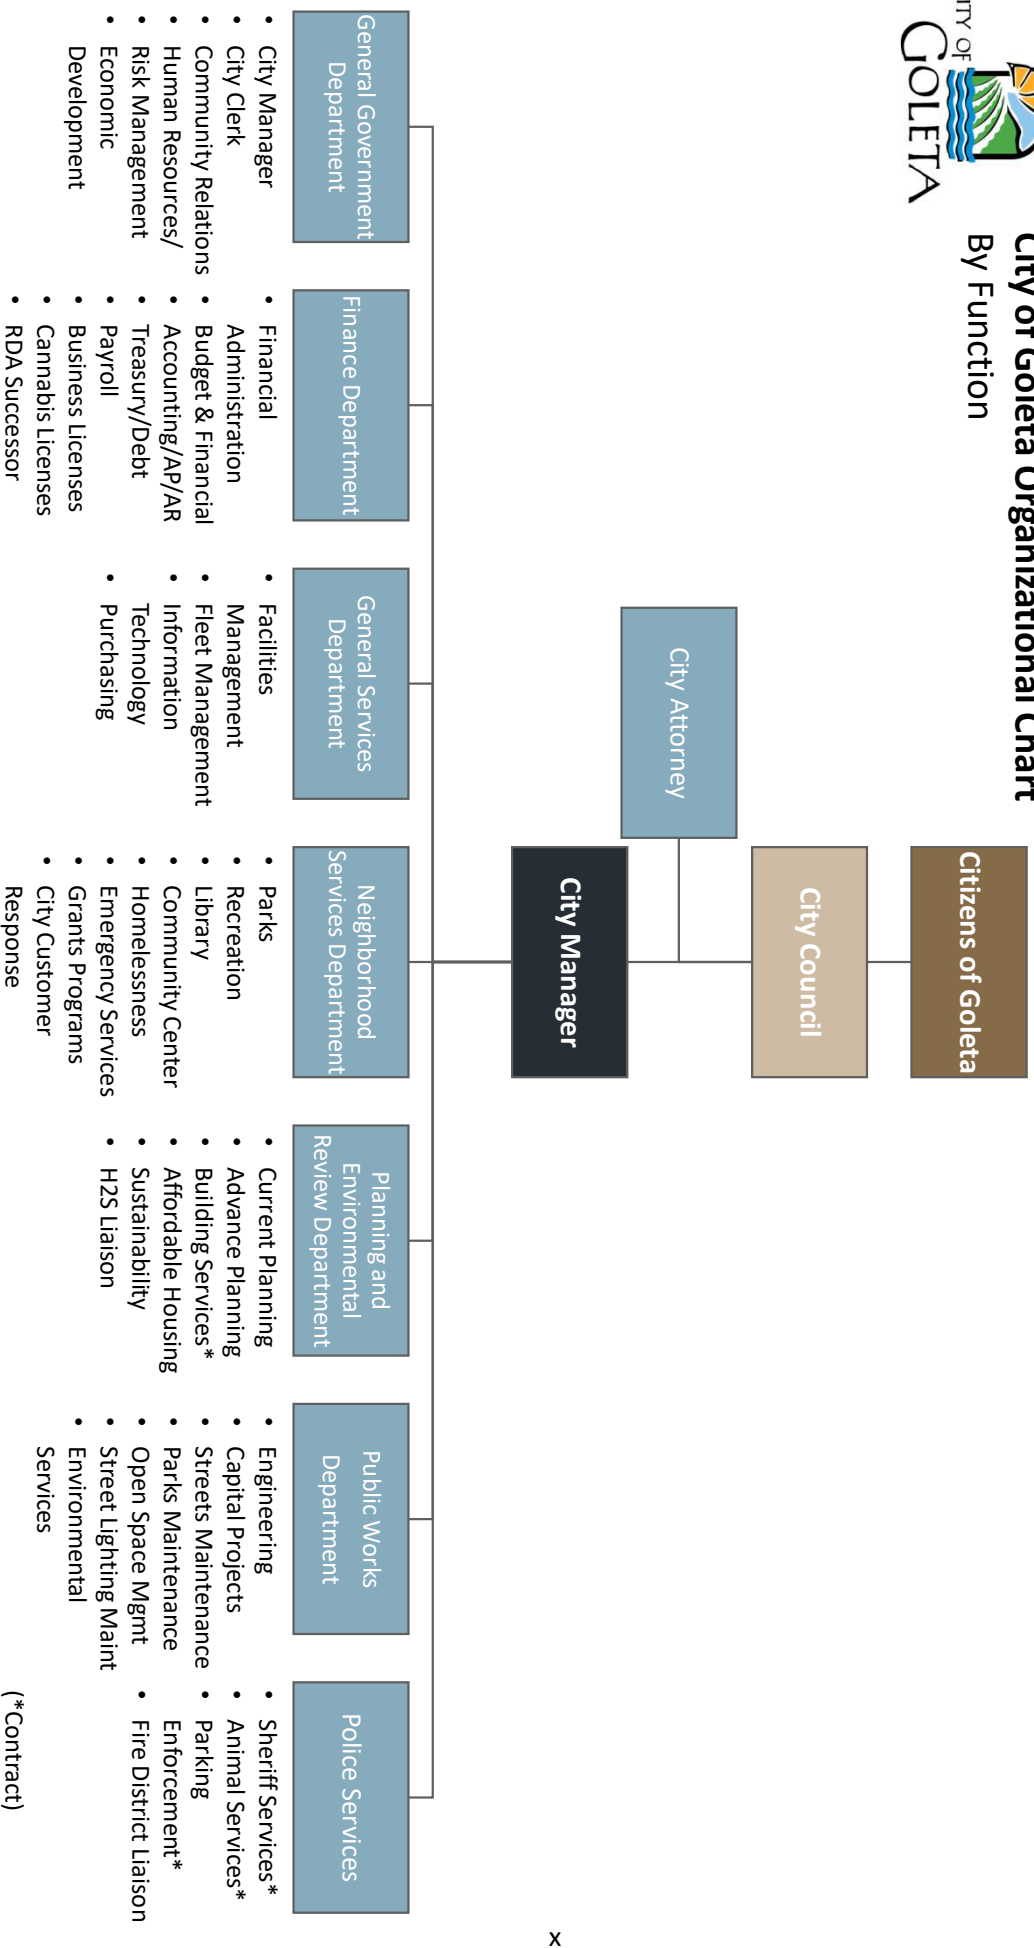 ITY OF
GOLETA
City of Goleta Organizational Chart
By Function
Citizens of Goleta
City Council
City Attorney
City Manager
General Government
Department
• City Manager
• City Clerk
• Community Relations
• Human Resources/
Risk Management
• Economic
Development
Finance Department
• Financial
Administration
• Budget & Financial
• Accounting/AP/AR
• Treasury/Debt
• Payroll
• Business Licenses
• Cannabis Licenses
• RDA Successor
General Services
Department
• Facilities
Management
• Fleet Management
• Information
Technology
• Purchasing
Neighborhood
Services Department
• Parks
• Recreation
• Library
• Community Center
• Homelessness
• Emergency Services
• Grants Programs
• City Customer
Response
Planning and
Environmental
Review Department
• Current Planning
• Advance Planning
• Building Services*
• Affordable Housing
• Sustainability
• H2S Liaison
Public Works
Department
• Engineering
• Capital Projects
• Streets Maintenance
• Parks Maintenance
• Open Space Mgmt
• Street Lighting Maint
• Environmental
Services
Police Services
• Sheriff Services*
• Animal Services*
• Parking
Enforcement*
• Fire District Liaison
(*Contract)
x